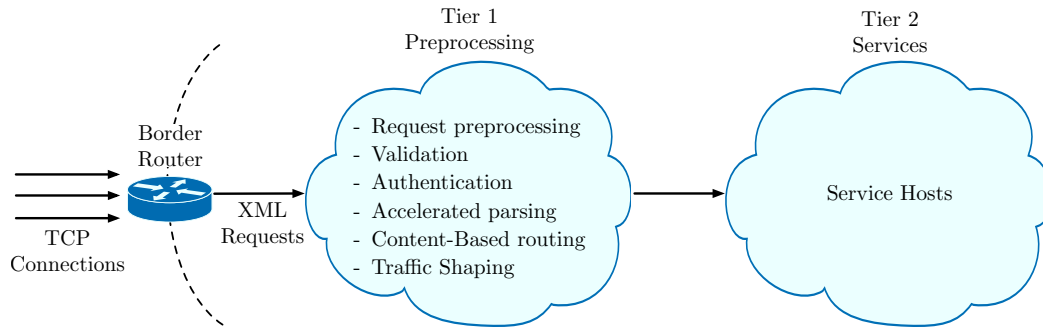 Tier 1
Preprocessing
Tier 2
Services
Border
Router
TCP
Connections
XML
Requests
- Request preprocessing
- Validation
- Authentication
- Accelerated parsing
- Content-Based routing
- Traffic Shaping
Service Hosts